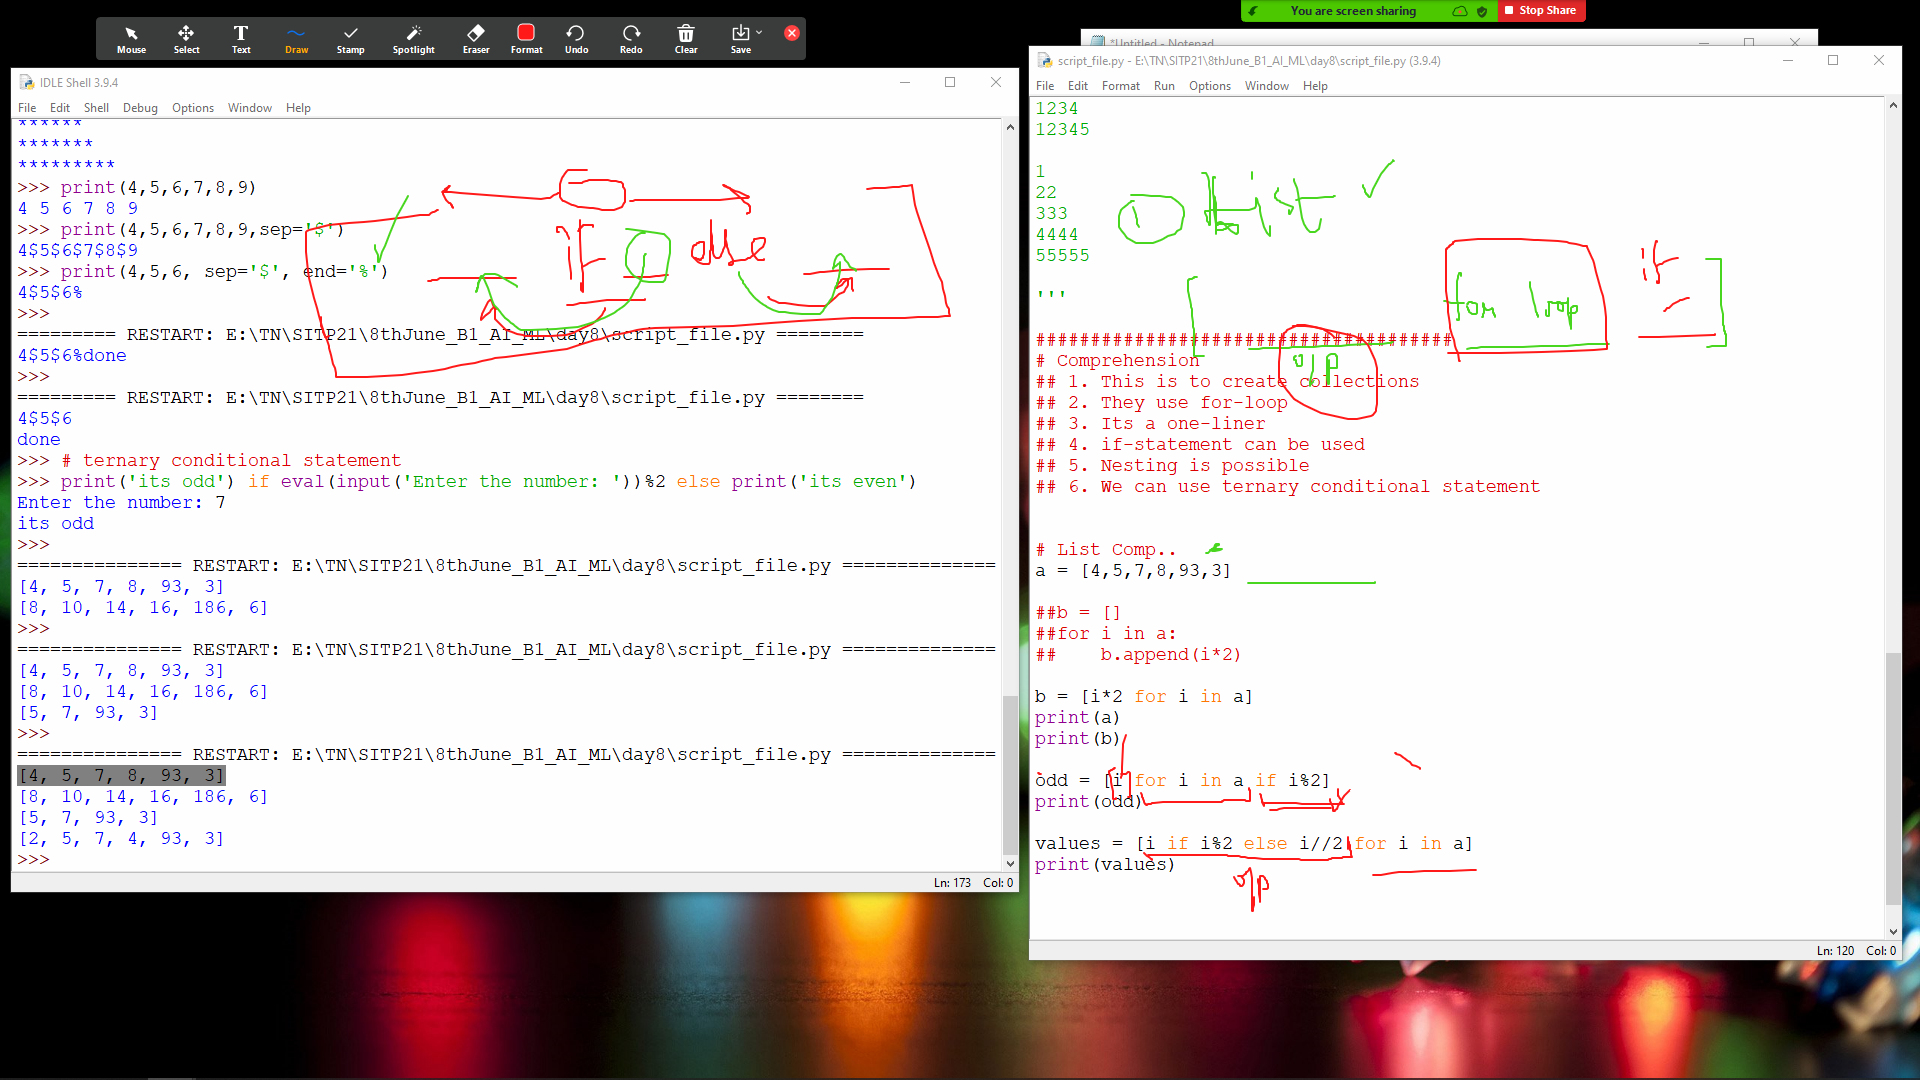 You are screen sharing
Stop Share
Mouse Select Text Draw Stamp Spotlight Eraser Format Undo Redo Clear Save
*Untitled - Notepad
IDLE Shell 3.9.4
File Edit Shell Debug Options Window Help
******
*******
*********
>>> print(4,5,6,7,8,9)
4 5 6 7 8 9
>>> print(4,5,6,7,8,9,sep='$')
4$5$6$7$8$9
>>> print(4,5,6, sep='$', end='%')
4$5$6%
>>>
========= RESTART: E:\TN\SITP21\8thJune_B1_AI_ML\day8\script_file.py ========
4$5$6%done
>>>
========= RESTART: E:\TN\SITP21\8thJune_B1_AI_ML\day8\script_file.py ========
4$5$6
done
>>> # ternary conditional statement
>>> print('its odd') if eval(input('Enter the number: '))%2 else print('its even')
Enter the number: 7
its odd
>>>
=============== RESTART: E:\TN\SITP21\8thJune_B1_AI_ML\day8\script_file.py ==============
[4, 5, 7, 8, 93, 3]
[8, 10, 14, 16, 186, 6]
>>>
=============== RESTART: E:\TN\SITP21\8thJune_B1_AI_ML\day8\script_file.py ==============
[4, 5, 7, 8, 93, 3]
[8, 10, 14, 16, 186, 6]
[5, 7, 93, 3]
>>>
=============== RESTART: E:\TN\SITP21\8thJune_B1_AI_ML\day8\script_file.py ==============
[4, 5, 7, 8, 93, 3]
[8, 10, 14, 16, 186, 6]
[5, 7, 93, 3]
[2, 5, 7, 4, 93, 3]
>>>
Ln: 173 Col: 0
if 1 else
script_file.py - E:\TN\SITP21\8thJune_B1_AI_ML\day8\script_file.py (3.9.4)
File Edit Format Run Options Window Help
1234
12345
1
22
333
4444
55555
'''
1 List
for loop if
o/p
######################################
# Comprehension
## 1. This is to create collections
## 2. They use for-loop
## 3. Its a one-liner
## 4. if-statement can be used
## 5. Nesting is possible
## 6. We can use ternary conditional statement
# List Comp..
a = [4,5,7,8,93,3]
##b = []
##for i in a:
##    b.append(i*2)
b = [i*2 for i in a]
print(a)
print(b)
odd = [i for i in a if i%2]
print(odd)
values = [i if i%2 else i//2 for i in a]
print(values)
o/p
Ln: 120 Col: 0